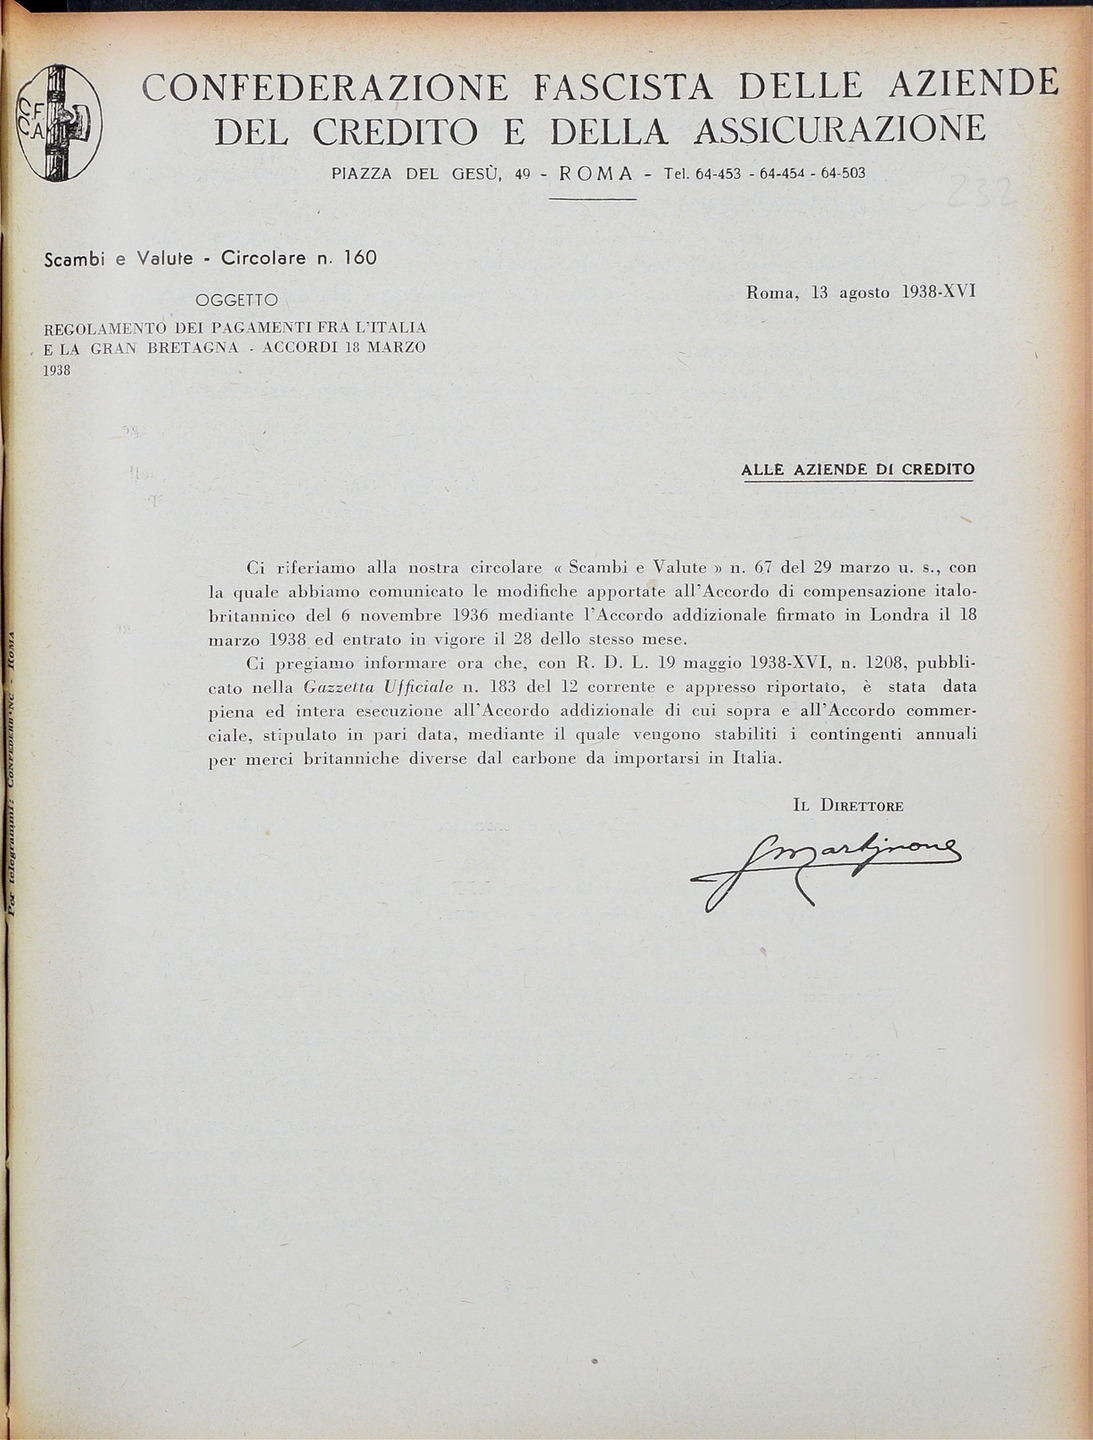 C F
C A
CONFEDERAZIONE FASCISTA DELLE AZIENDE
DEL CREDITO E DELLA ASSICURAZIONE
PIAZZA DEL GESÙ, 49 - ROMA - Tel. 64-453 - 64-454 - 64-503
232
Scambi e Valute - Circolare n. 160
Roma, 13 agosto 1938-XVI
OGGETTO
REGOLAMENTO DEI PAGAMENTI FRA L'ITALIA
E LA GRAN BRETAGNA - ACCORDI 18 MARZO
1938
ALLE AZIENDE DI CREDITO
Ci riferiamo alla nostra circolare « Scambi e Valute » n. 67 del 29 marzo u. s., con
la quale abbiamo comunicato le modifiche apportate all'Accordo di compensazione italo-
britannico del 6 novembre 1936 mediante l'Accordo addizionale firmato in Londra il 18
marzo 1938 ed entrato in vigore il 28 dello stesso mese.
Ci pregiamo informare ora che, con R. D. L. 19 maggio 1938-XVI, n. 1208, pubbli-
cato nella Gazzetta Ufficiale n. 183 del 12 corrente e appresso riportato, è stata data
piena ed intera esecuzione all'Accordo addizionale di cui sopra e all'Accordo commer-
ciale, stipulato in pari data, mediante il quale vengono stabiliti i contingenti annuali
per merci britanniche diverse dal carbone da importarsi in Italia.
IL DIRETTORE
Per telegrammi: - ROMA